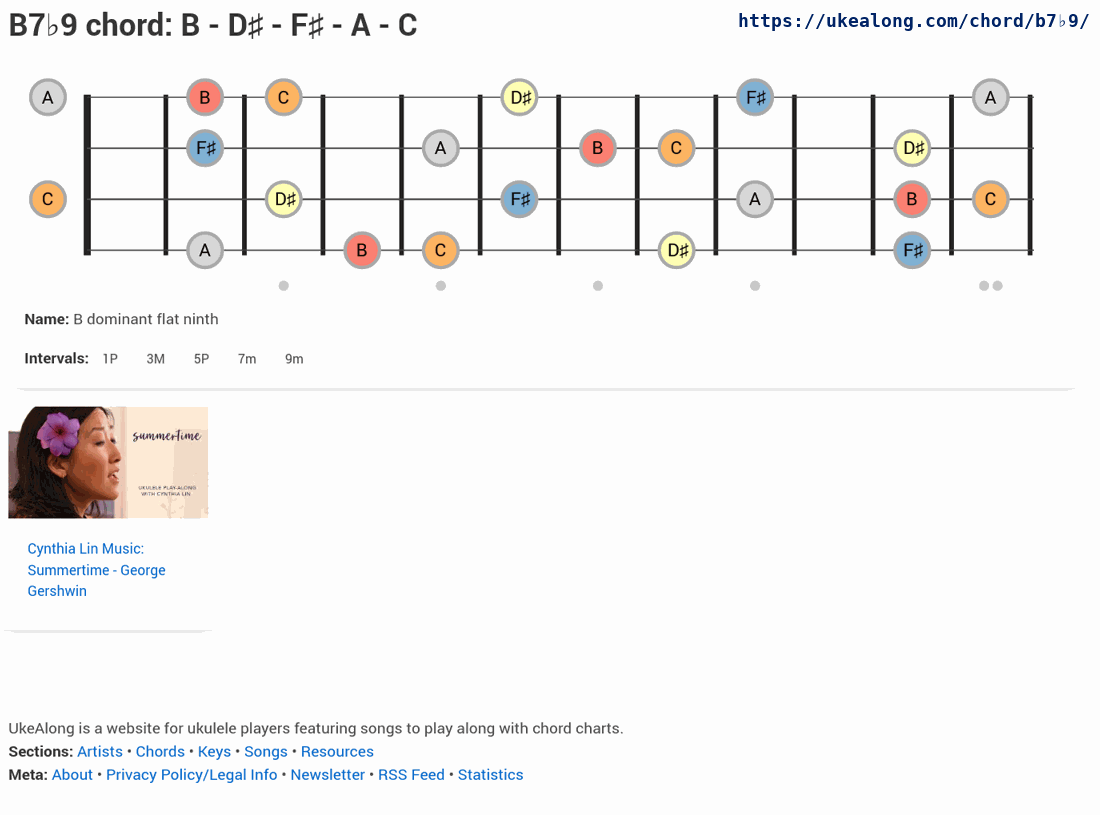 B7♭9 chord: B - D♯ - F♯ - A - C
https://ukealong.com/chord/b7♭9/
A B C D♯ F♯ A
F♯ A B C D♯
C D♯ F♯ A B C
A B C D♯ F♯
Name: B dominant flat ninth
Intervals: 1P 3M 5P 7m 9m
summertime
UKULELE PLAY-ALONG
WITH CYNTHIA LIN
Cynthia Lin Music:
Summertime - George
Gershwin
UkeAlong is a website for ukulele players featuring songs to play along with chord charts.
Sections: Artists • Chords • Keys • Songs • Resources
Meta: About • Privacy Policy/Legal Info • Newsletter • RSS Feed • Statistics